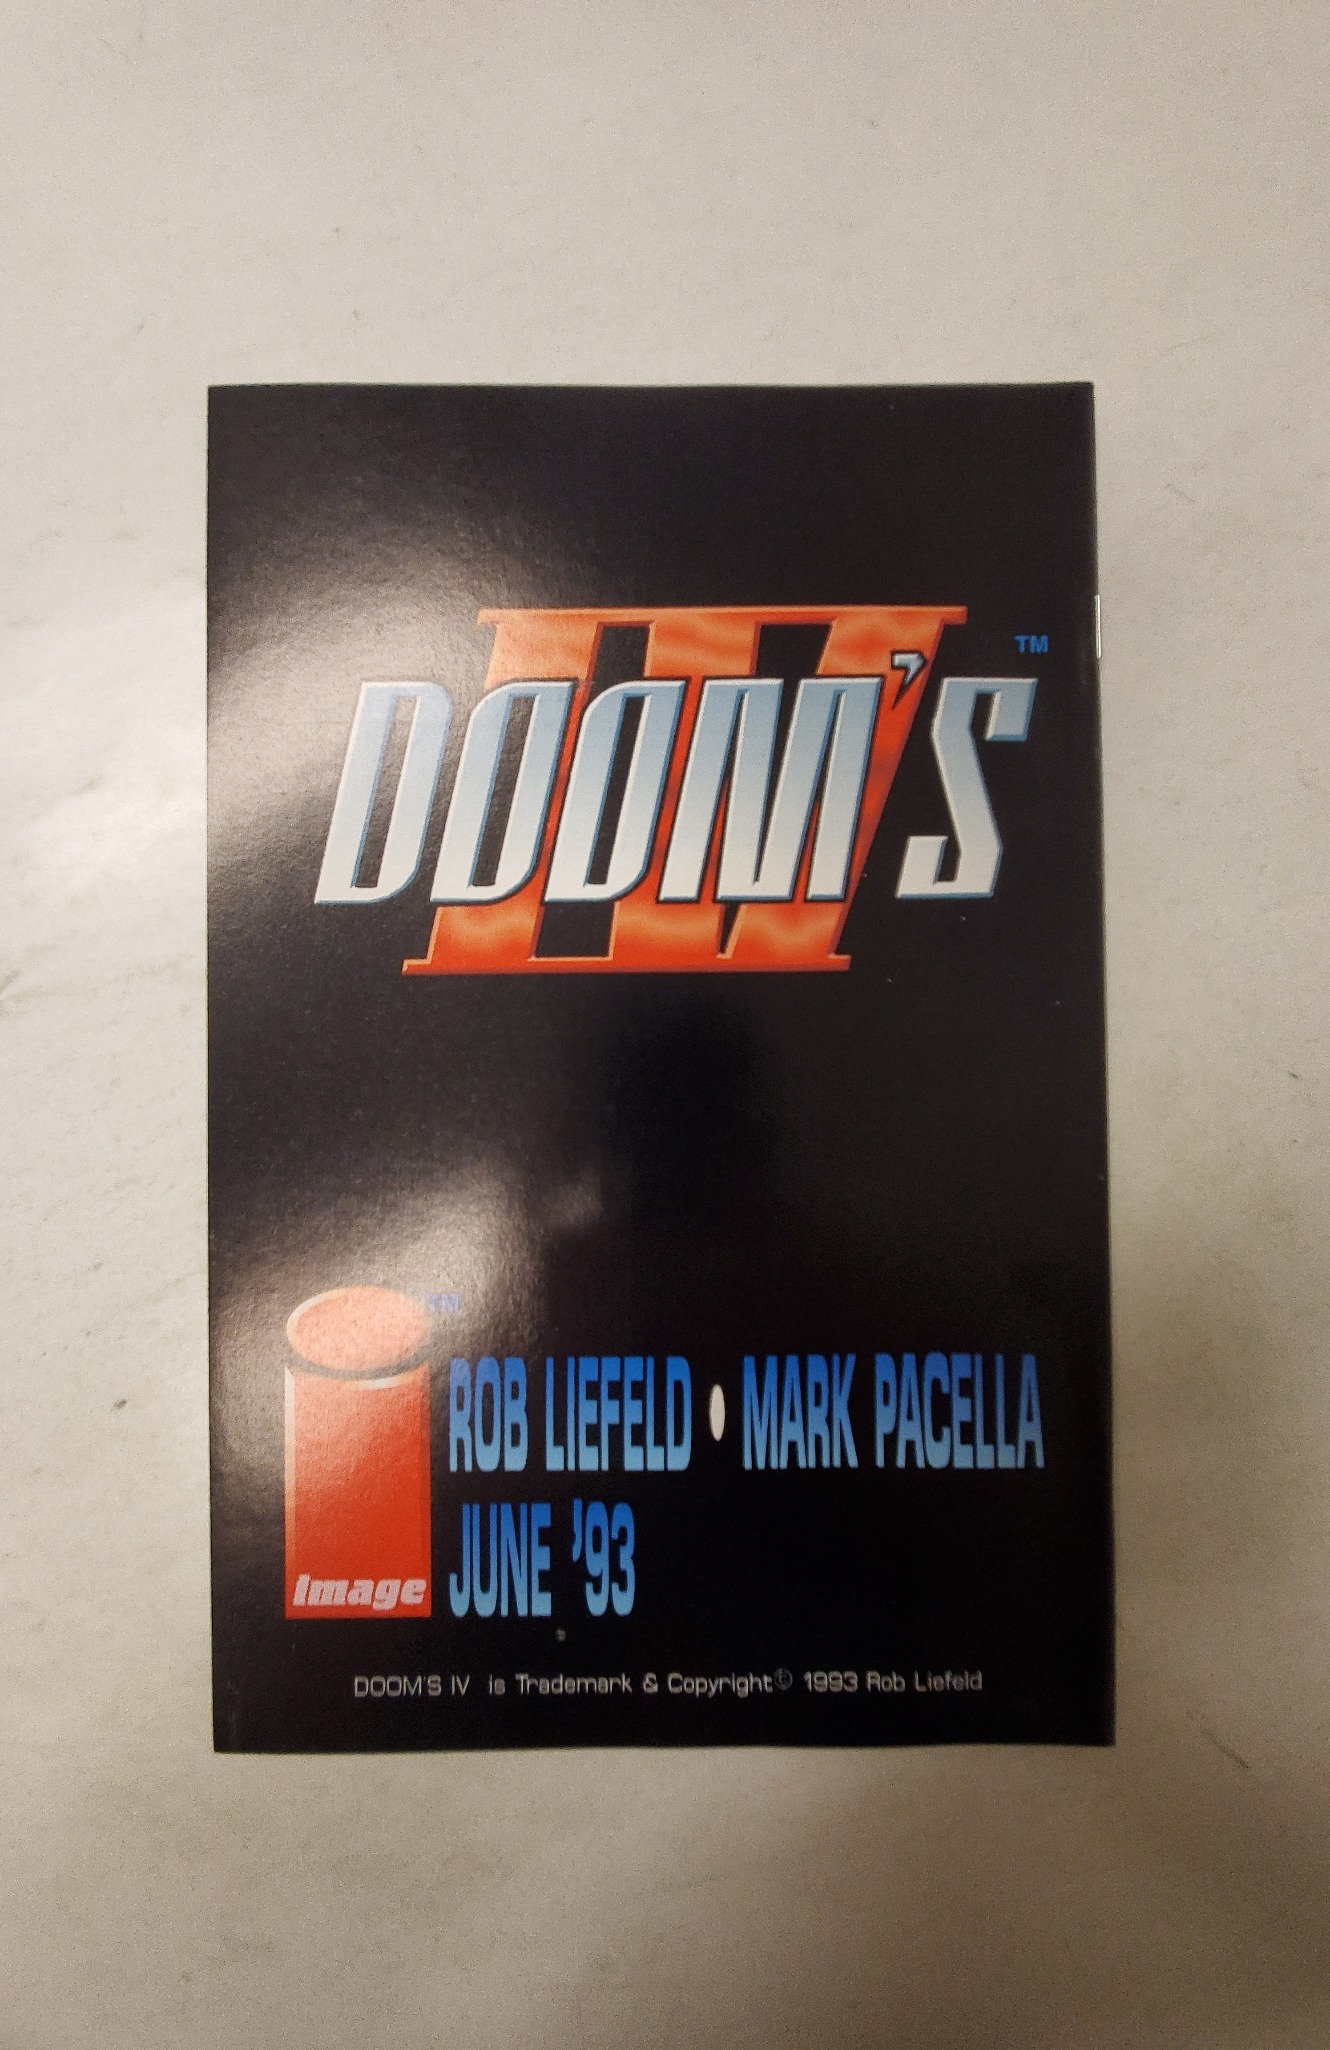 IV
DOOM'S TM
TM
ROB LIEFELD • MARK PACELLA
JUNE '93
image
DOOM'S IV is Trademark & Copyright © 1993 Rob Liefeld